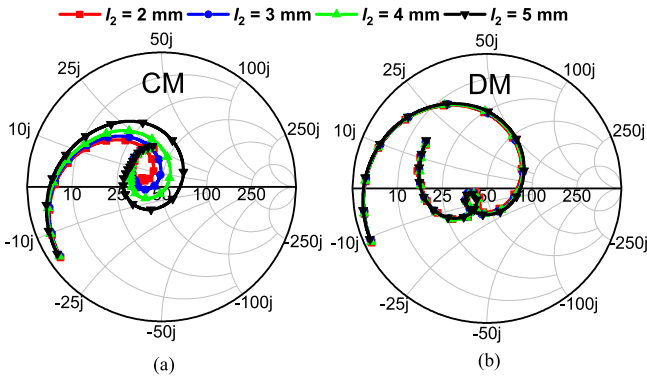 l₂ = 2 mm l₂ = 3 mm l₂ = 4 mm l₂ = 5 mm
50j 50j
25j CM 100j 25j DM 100j
10j 250j 10j 250j
10 25 50 100 250 10 25 50 100 250
-10j -250j -10j -250j
-25j -100j -25j -100j
-50j -50j
(a) (b)